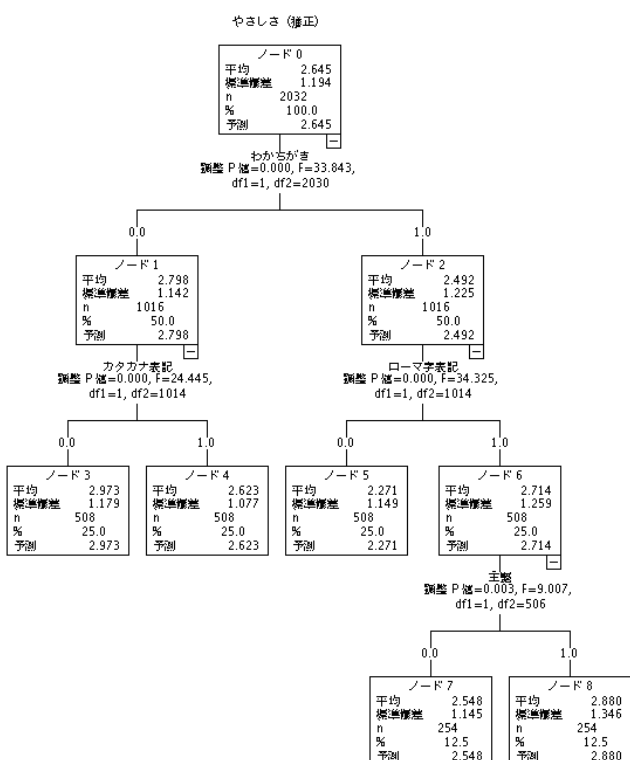 やさしさ（補正）
ノード 0
平均 2.645
標準偏差 1.194
n 2032
% 100.0
予測 2.645
わかちがき
調整 P 値=0.000, F=33.843,
df1=1, df2=2030
0.0
1.0
ノード 1
平均 2.798
標準偏差 1.142
n 1016
% 50.0
予測 2.798
ノード 2
平均 2.492
標準偏差 1.225
n 1016
% 50.0
予測 2.492
カタカナ表記
調整 P 値=0.000, F=24.445,
df1=1, df2=1014
ローマ字表記
調整 P 値=0.000, F=34.325,
df1=1, df2=1014
0.0
1.0
0.0
1.0
ノード 3
平均 2.973
標準偏差 1.179
n 508
% 25.0
予測 2.973
ノード 4
平均 2.623
標準偏差 1.077
n 508
% 25.0
予測 2.623
ノード 5
平均 2.271
標準偏差 1.149
n 508
% 25.0
予測 2.271
ノード 6
平均 2.714
標準偏差 1.259
n 508
% 25.0
予測 2.714
調整 P 値=0.003, F=9.007,
df1=1, df2=506
0.0
1.0
ノード 7
平均 2.548
標準偏差 1.145
n 254
% 12.5
予測 2.548
ノード 8
平均 2.880
標準偏差 1.346
n 254
% 12.5
予測 2.880